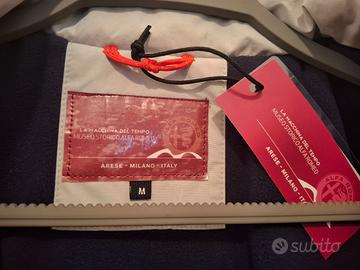 LA MACCHINA DEL TEMPO
MUSEO STORICO ALFA ROMEO
ARESE - MILANO - ITALY
M
LA MACCHINA DEL TEMPO
MUSEO STORICO ALFA ROMEO
ARESE - MILANO - IT
subito